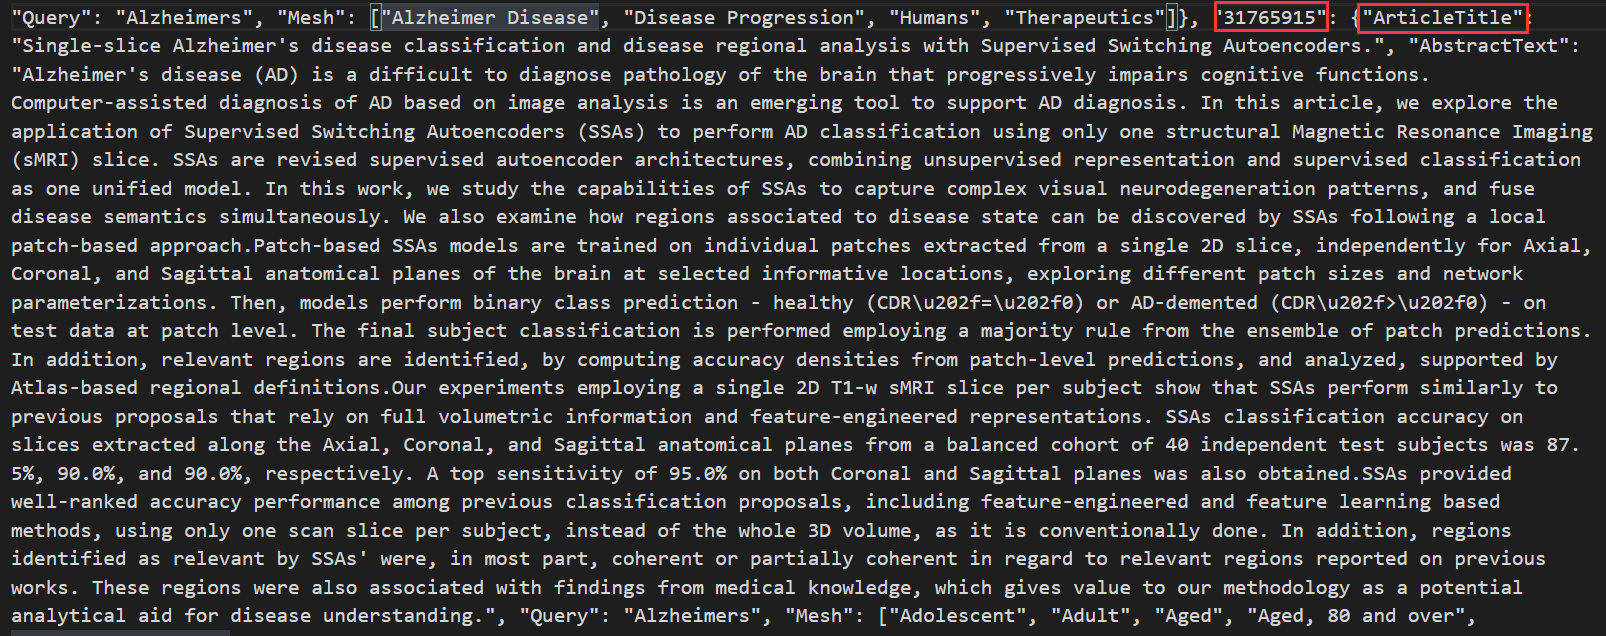 "Query": "Alzheimers", "Mesh": ["Alzheimer Disease", "Disease Progression", "Humans", "Therapeutics"]}, "31765915": {"ArticleTitle":
"Single-slice Alzheimer's disease classification and disease regional analysis with Supervised Switching Autoencoders.", "AbstractText":
"Alzheimer's disease (AD) is a difficult to diagnose pathology of the brain that progressively impairs cognitive functions.
Computer-assisted diagnosis of AD based on image analysis is an emerging tool to support AD diagnosis. In this article, we explore the
application of Supervised Switching Autoencoders (SSAs) to perform AD classification using only one structural Magnetic Resonance Imaging
(sMRI) slice. SSAs are revised supervised autoencoder architectures, combining unsupervised representation and supervised classification
as one unified model. In this work, we study the capabilities of SSAs to capture complex visual neurodegeneration patterns, and fuse
disease semantics simultaneously. We also examine how regions associated to disease state can be discovered by SSAs following a local
patch-based approach.Patch-based SSAs models are trained on individual patches extracted from a single 2D slice, independently for Axial,
Coronal, and Sagittal anatomical planes of the brain at selected informative locations, exploring different patch sizes and network
parameterizations. Then, models perform binary class prediction - healthy (CDR\u202f=\u202f0) or AD-demented (CDR\u202f>\u202f0) - on
test data at patch level. The final subject classification is performed employing a majority rule from the ensemble of patch predictions.
In addition, relevant regions are identified, by computing accuracy densities from patch-level predictions, and analyzed, supported by
Atlas-based regional definitions.Our experiments employing a single 2D T1-w sMRI slice per subject show that SSAs perform similarly to
previous proposals that rely on full volumetric information and feature-engineered representations. SSAs classification accuracy on
slices extracted along the Axial, Coronal, and Sagittal anatomical planes from a balanced cohort of 40 independent test subjects was 87.
5%, 90.0%, and 90.0%, respectively. A top sensitivity of 95.0% on both Coronal and Sagittal planes was also obtained.SSAs provided
well-ranked accuracy performance among previous classification proposals, including feature-engineered and feature learning based
methods, using only one scan slice per subject, instead of the whole 3D volume, as it is conventionally done. In addition, regions
identified as relevant by SSAs' were, in most part, coherent or partially coherent in regard to relevant regions reported on previous
works. These regions were also associated with findings from medical knowledge, which gives value to our methodology as a potential
analytical aid for disease understanding.", "Query": "Alzheimers", "Mesh": ["Adolescent", "Adult", "Aged", "Aged, 80 and over",